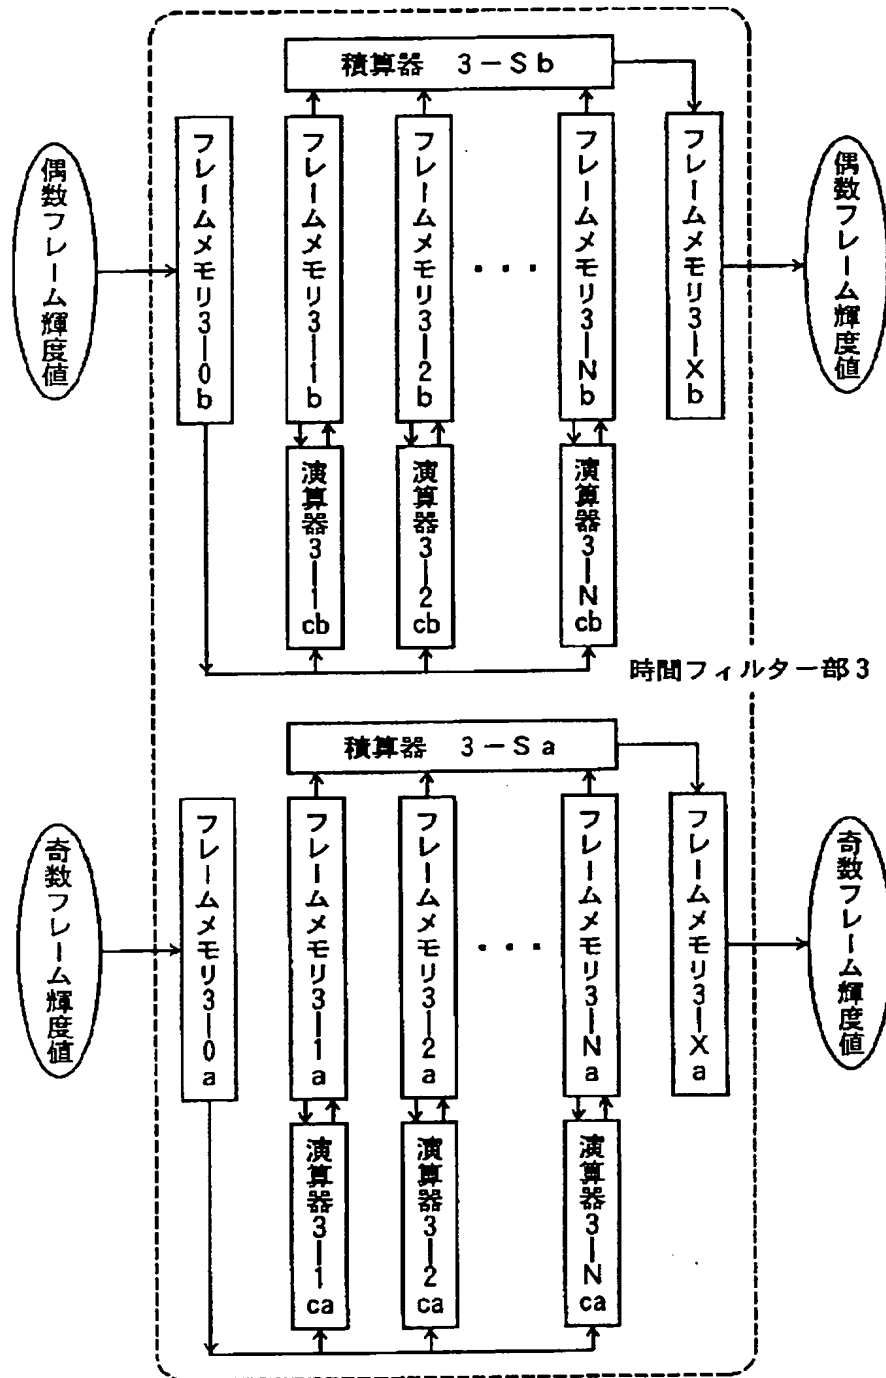 積算器 3-Sb
偶数フレーム輝度値
フレームメモリ3-0b
フレームメモリ3-1b
フレームメモリ3-2b
・・・
フレームメモリ3-Nb
フレームメモリ3-Xb
偶数フレーム輝度値
演算器3-1cb
演算器3-2cb
演算器3-Ncb
時間フィルター部3
積算器 3-Sa
奇数フレーム輝度値
フレームメモリ3-0a
フレームメモリ3-1a
フレームメモリ3-2a
・・・
フレームメモリ3-Na
フレームメモリ3-Xa
奇数フレーム輝度値
演算器3-1ca
演算器3-2ca
演算器3-Nca